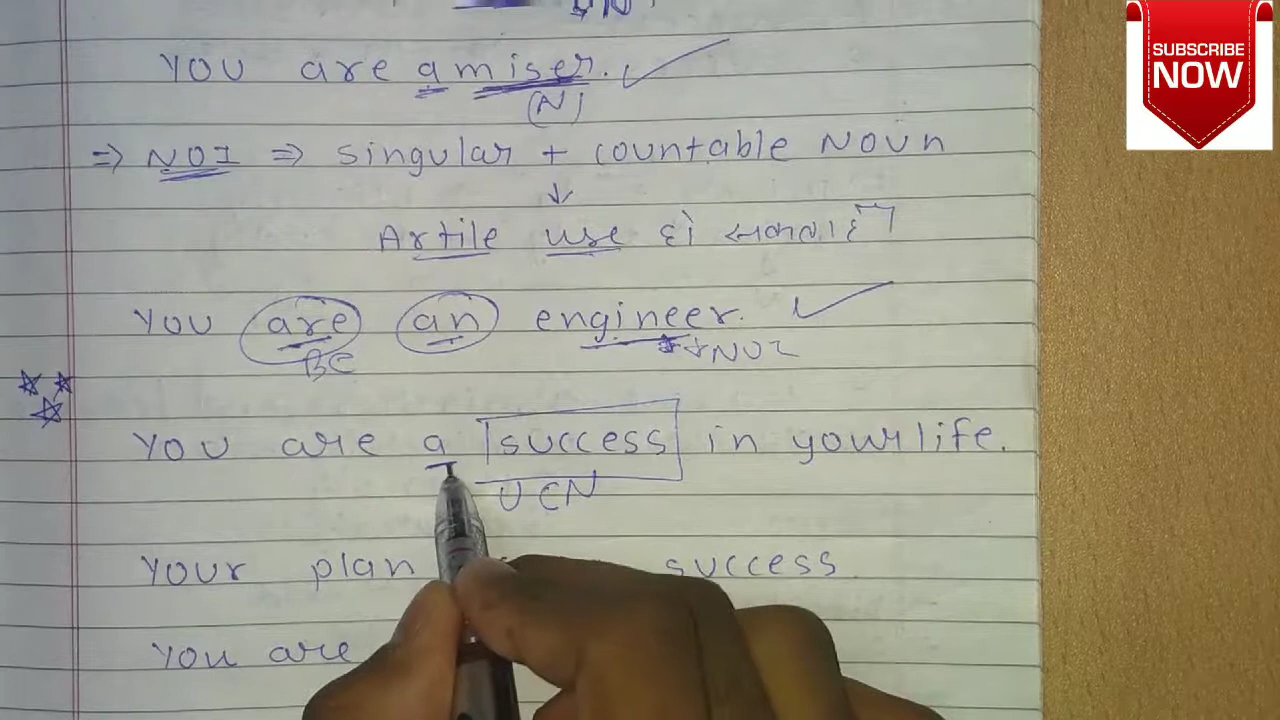 You are a miser.
(N)
⇒ NOI ⇒ Singular + countable Noun
↓
Artile use
You are an engineer.
BE
You are a success in your life.
UCN
Your plan success
You are
SUBSCRIBE
NOW